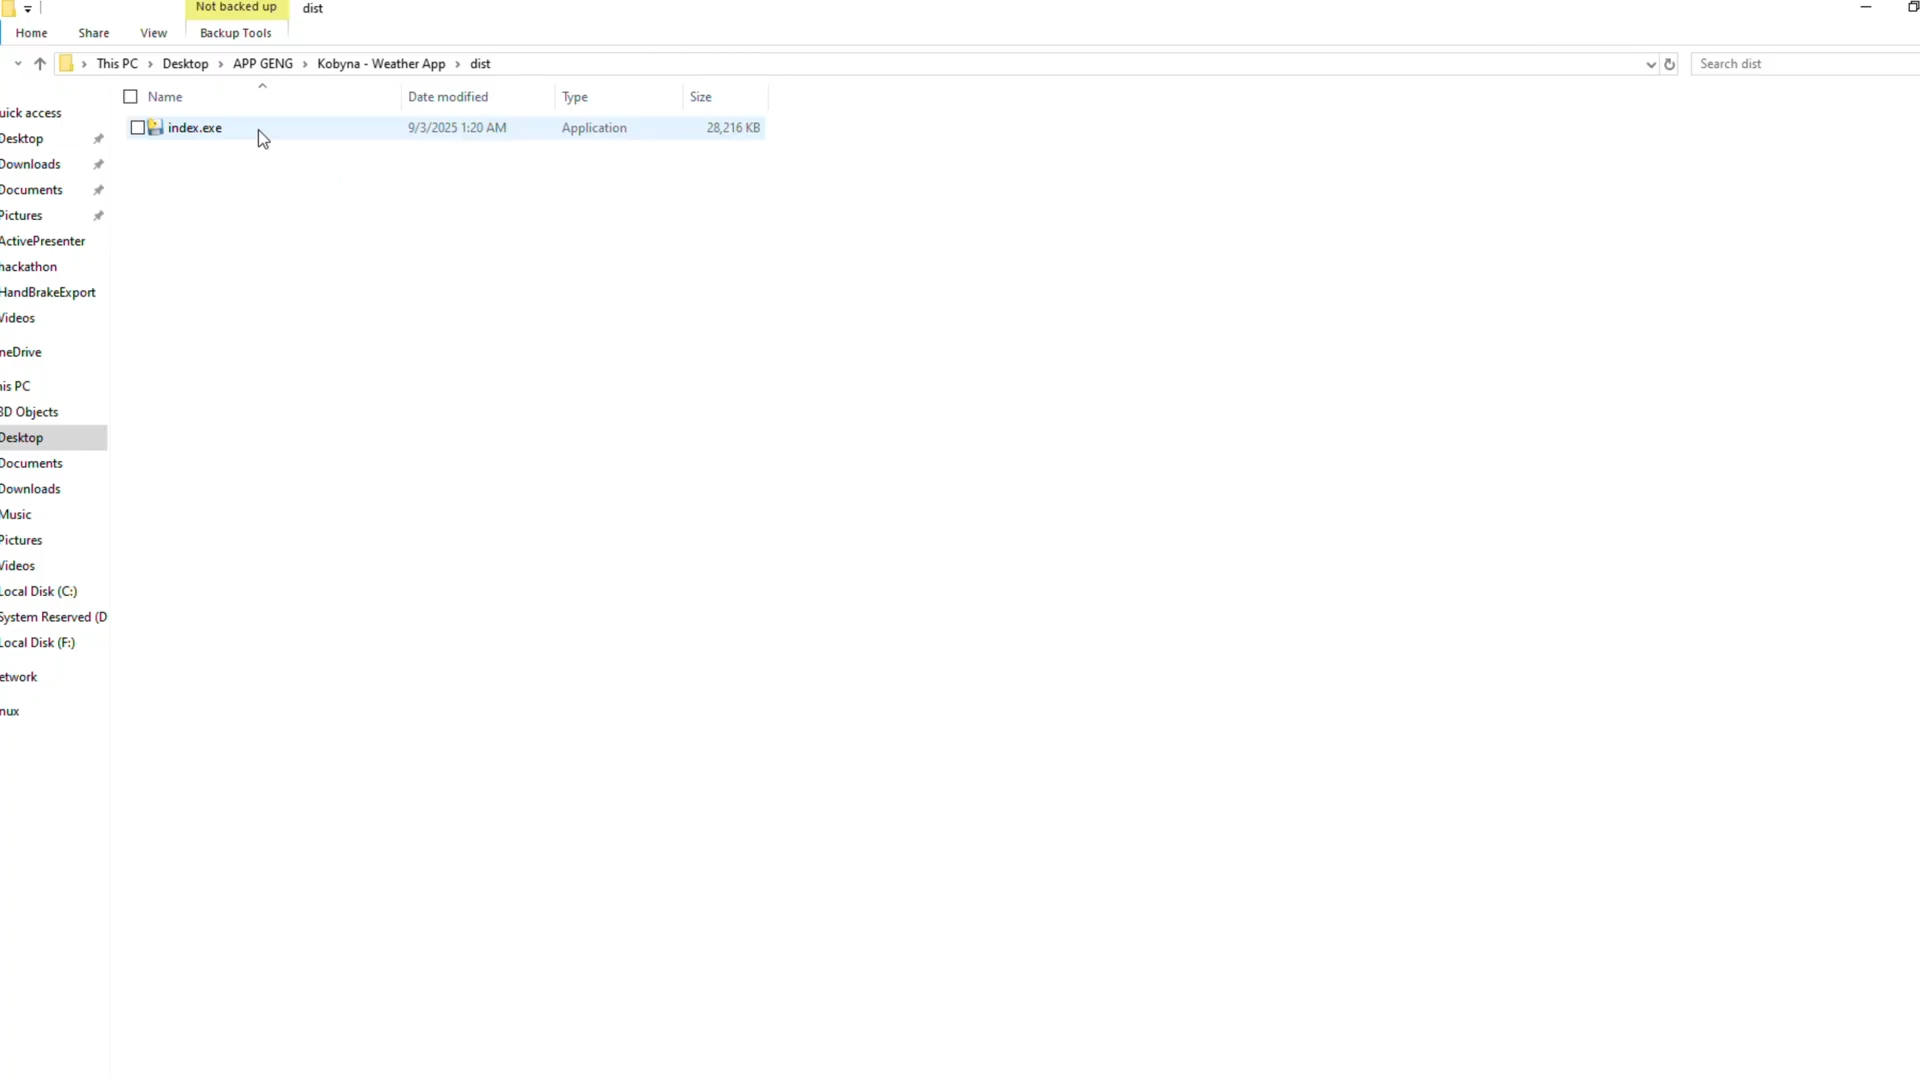 Not backed up
dist
Home
Share
View
Backup Tools
This PC > Desktop > APP GENG > Kobyna - Weather App > dist
Search dist
Name
Date modified
Type
Size
index.exe
9/3/2025 1:20 AM
Application
28,216 KB
uick access
Desktop
Downloads
Documents
Pictures
ActivePresenter
hackathon
HandBrakeExport
Videos
neDrive
his PC
3D Objects
Desktop
Documents
Downloads
Music
Pictures
Videos
Local Disk (C:)
System Reserved (D
Local Disk (F:)
etwork
nux